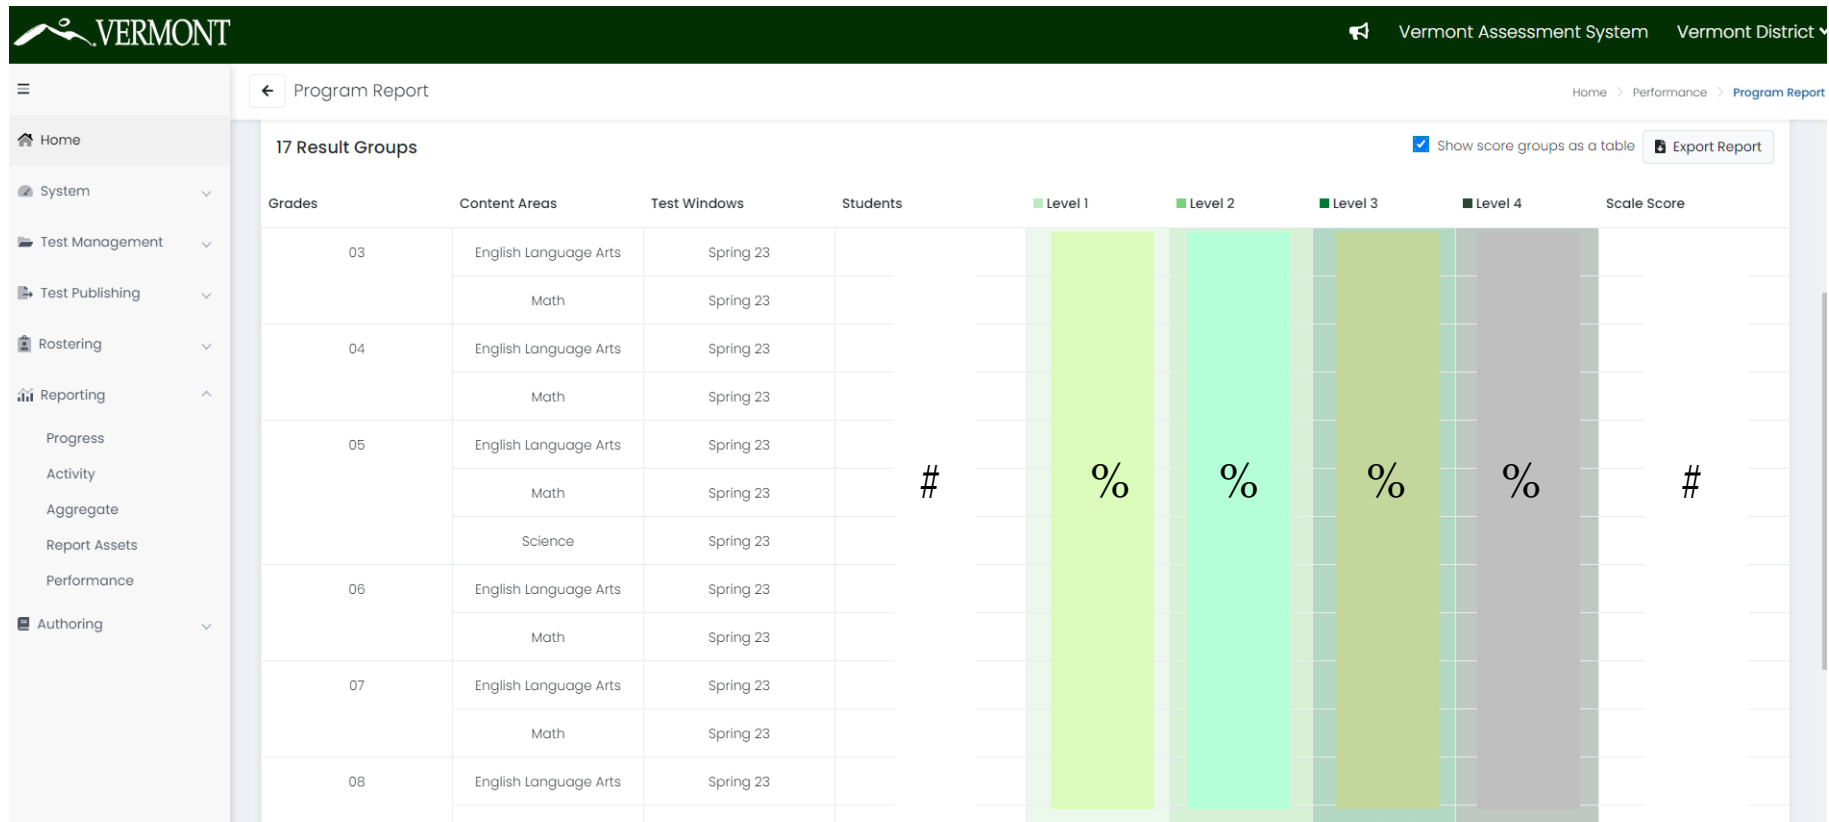 VERMONT
Vermont Assessment System Vermont District
Program Report
Home > Performance > Program Report
Home
System
Test Management
Test Publishing
Rostering
Reporting
Progress
Activity
Aggregate
Report Assets
Performance
Authoring
17 Result Groups
Show score groups as a table Export Report
Grades Content Areas Test Windows Students Level 1 Level 2 Level 3 Level 4 Scale Score
03 English Language Arts Spring 23
Math Spring 23
04 English Language Arts Spring 23
Math Spring 23
05 English Language Arts Spring 23
# % % % % #
Math Spring 23
Science Spring 23
06 English Language Arts Spring 23
Math Spring 23
07 English Language Arts Spring 23
Math Spring 23
08 English Language Arts Spring 23